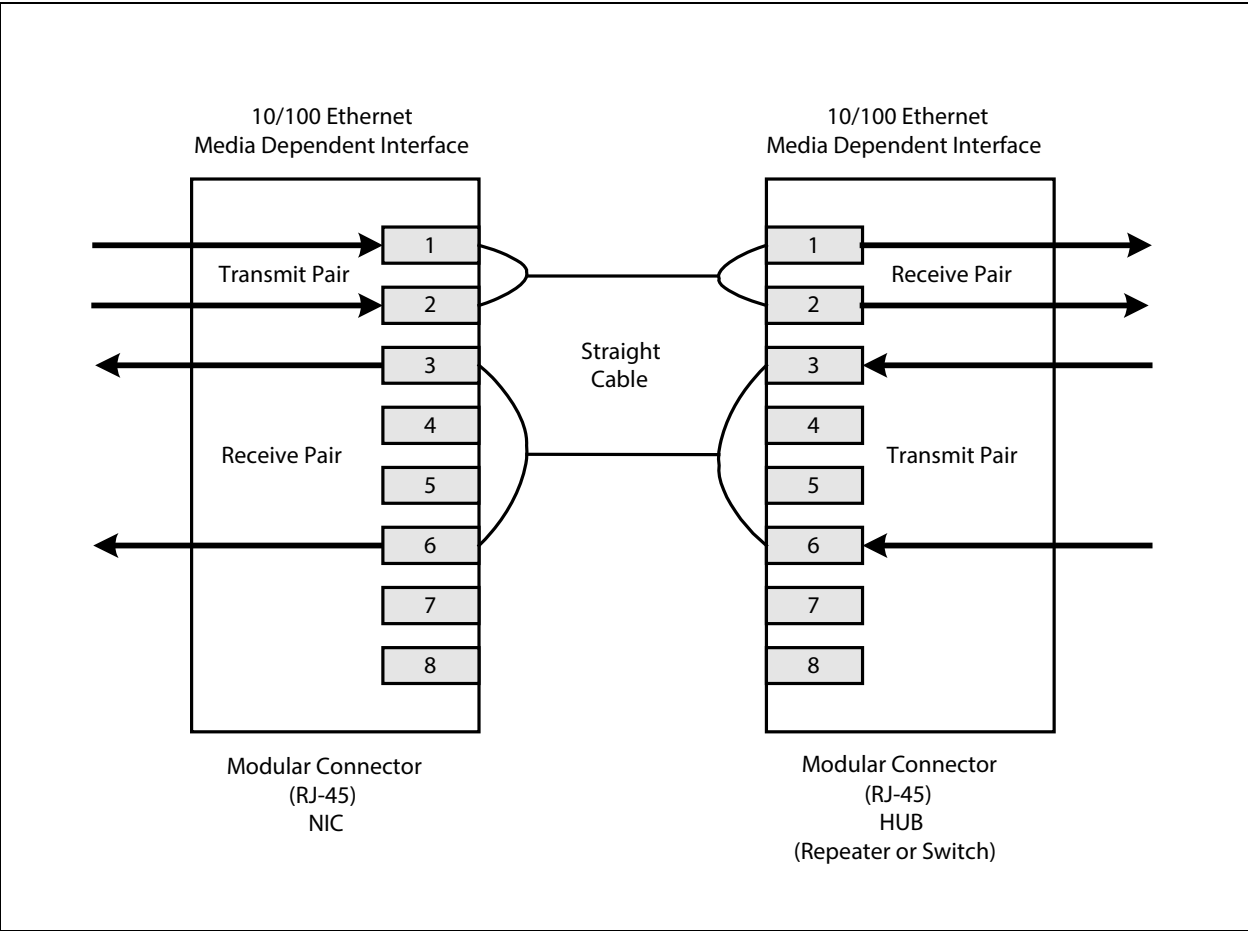 10/100 Ethernet
Media Dependent Interface
10/100 Ethernet
Media Dependent Interface
1
1
Transmit Pair
Receive Pair
2
2
Straight
Cable
3
3
4
4
Receive Pair
Transmit Pair
5
5
6
6
7
7
8
8
Modular Connector
(RJ-45)
NIC
Modular Connector
(RJ-45)
HUB
(Repeater or Switch)